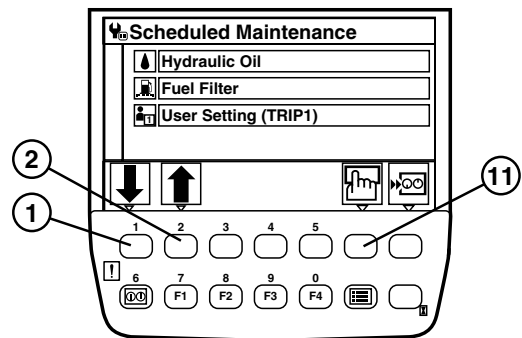 Scheduled Maintenance
Hydraulic Oil
Fuel Filter
1 User Setting (TRIP1)
2
11
1
1 2 3 4 5
!
6 7 8 9 0
F1 F2 F3 F4